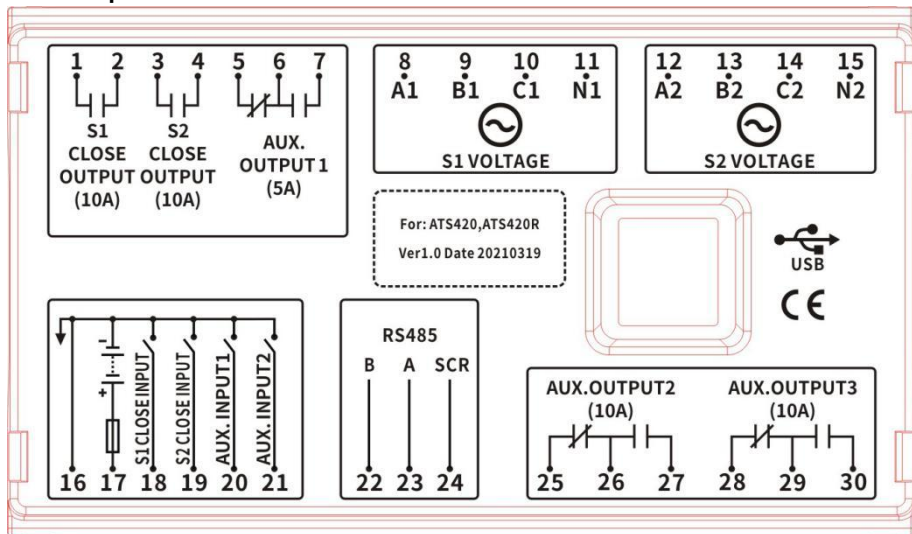 1 2 3 4 5 6 7
S1
CLOSE
OUTPUT
(10A)
S2
CLOSE
OUTPUT
(10A)
AUX.
OUTPUT 1
(5A)
8 9 10 11
A1 B1 C1 N1
S1 VOLTAGE
12 13 14 15
A2 B2 C2 N2
S2 VOLTAGE
For: ATS420,ATS420R
Ver1.0 Date 20210319
USB
CE
- +
S1 CLOSE INPUT
S2 CLOSE INPUT
AUX. INPUT1
AUX. INPUT2
16 17 18 19 20 21
RS485
B A SCR
22 23 24
AUX.OUTPUT2
(10A)
25 26 27
AUX.OUTPUT3
(10A)
28 29 30